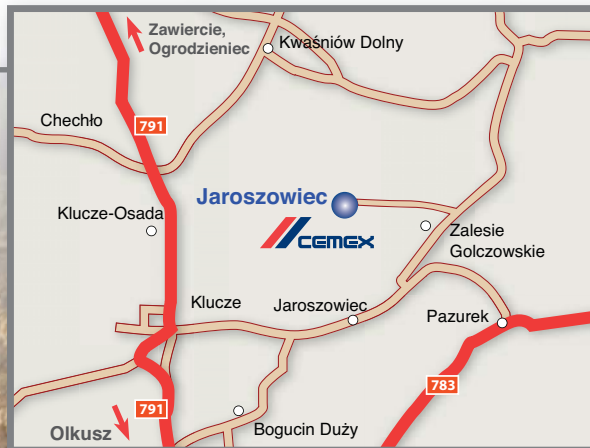 Zawiercie,
Ogrodzieniec
Kwaśniów Dolny
Chechło
791
Jaroszowiec
Klucze-Osada
CEMEX
Zalesie
Golczowskie
Klucze
Jaroszowiec
Pazurek
783
791
Olkusz
Bogucin Duży